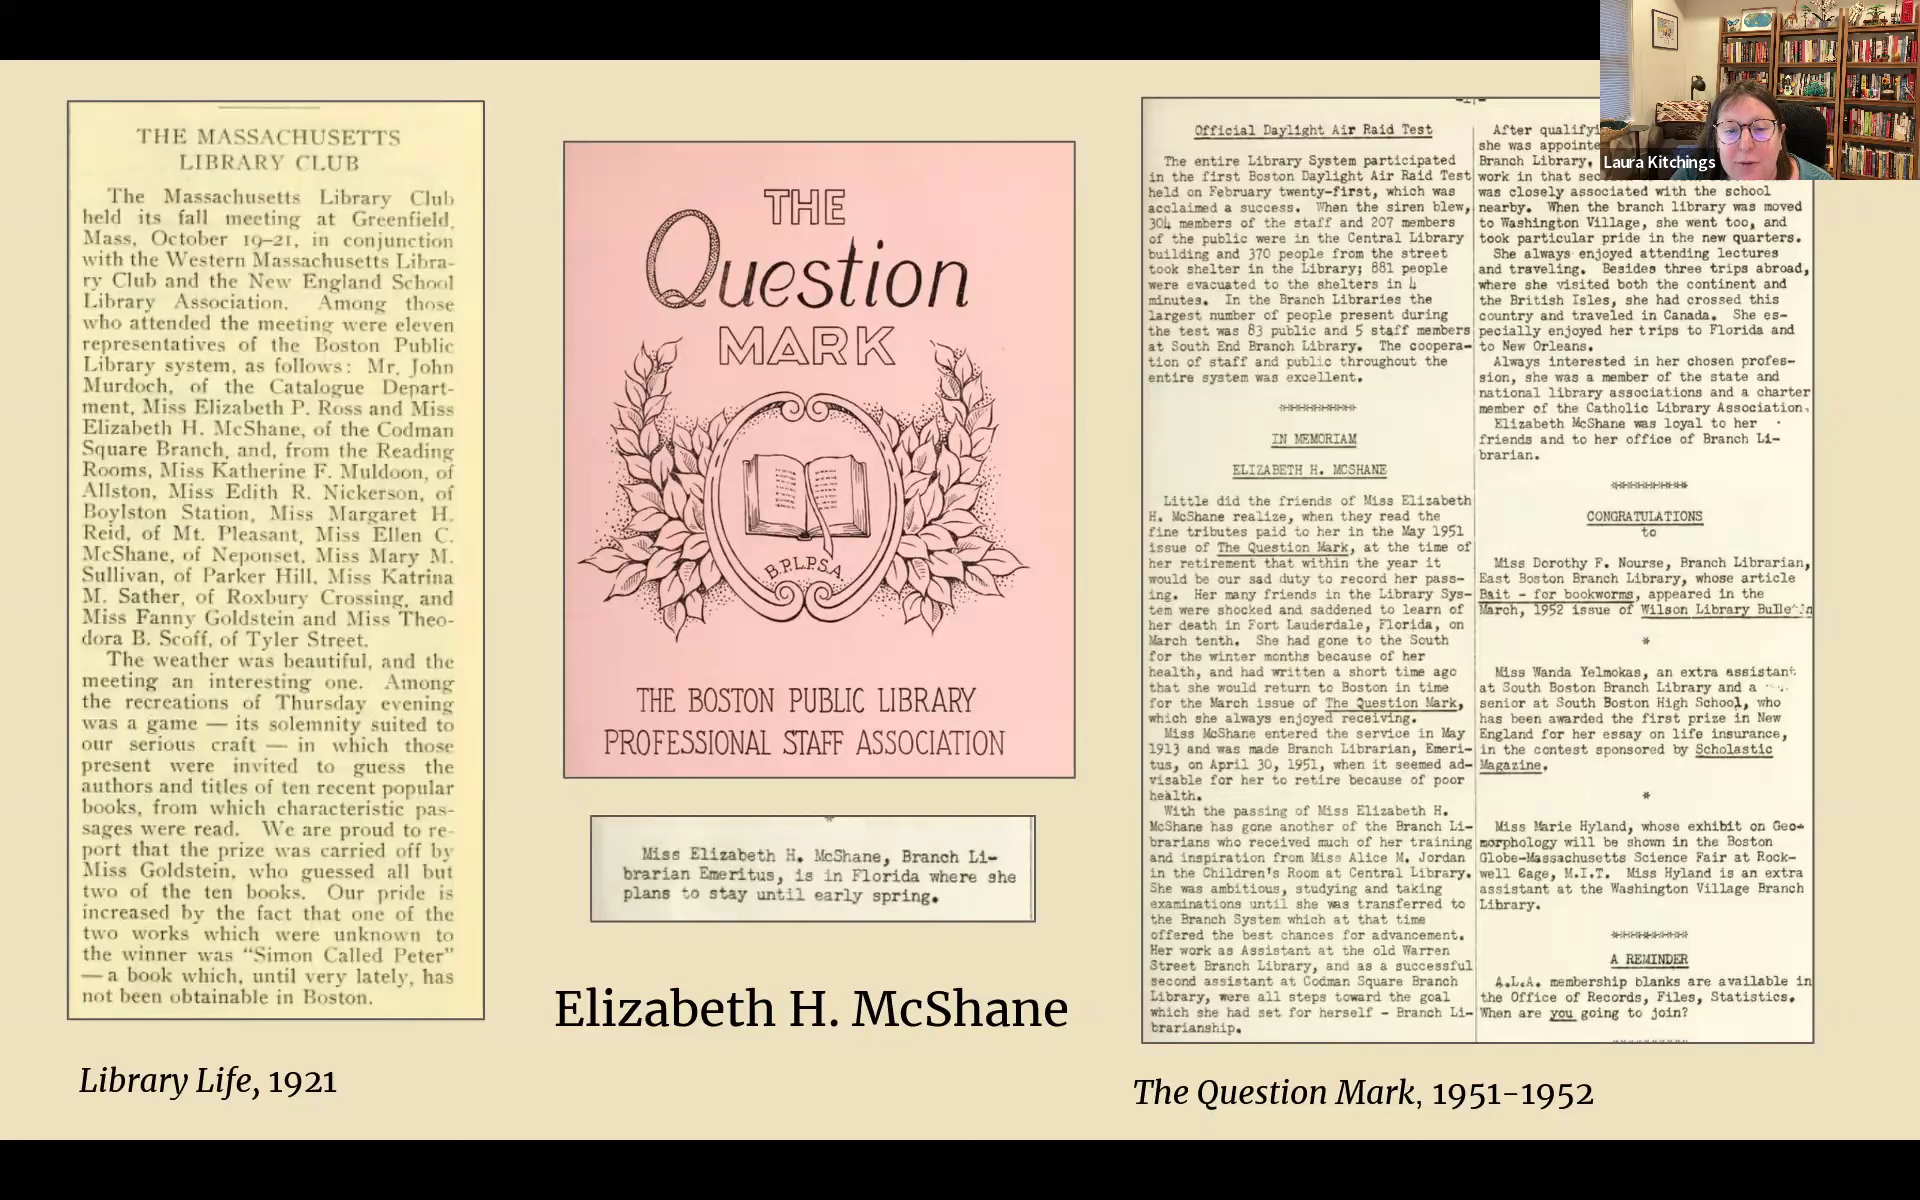 THE MASSACHUSETTS
LIBRARY CLUB
The Massachusetts Library Club
held its fall meeting at Greenfield,
Mass, October 19–21, in conjunction
with the Western Massachusetts Libra-
ry Club and the New England School
Library Association. Among those
who attended the meeting were eleven
representatives of the Boston Public
Library system, as follows: Mr. John
Murdoch, of the Catalogue Depart-
ment, Miss Elizabeth P. Ross and Miss
Elizabeth H. McShane, of the Codman
Square Branch, and, from the Reading
Rooms, Miss Katherine F. Muldoon, of
Allston, Miss Edith R. Nickerson, of
Boylston Station, Miss Margaret H.
Reid, of Mt. Pleasant, Miss Ellen C.
McShane, of Neponset, Miss Mary M.
Sullivan, of Parker Hill, Miss Katrina
M. Sather, of Roxbury Crossing, and
Miss Fanny Goldstein and Miss Theo-
dora B. Scoff, of Tyler Street.
The weather was beautiful, and the
meeting an interesting one. Among
the recreations of Thursday evening
was a game — its solemnity suited to
our serious craft — in which those
present were invited to guess the
authors and titles of ten recent popular
books, from which characteristic pas-
sages were read. We are proud to re-
port that the prize was carried off by
Miss Goldstein, who guessed all but
two of the ten books. Our pride is
increased by the fact that one of the
two works which were unknown to
the winner was "Simon Called Peter"
— a book which, until very lately, has
not been obtainable in Boston.
Library Life, 1921
THE
Question
MARK
B.P.L.P.S.A.
THE BOSTON PUBLIC LIBRARY
PROFESSIONAL STAFF ASSOCIATION
Miss Elizabeth H. McShane, Branch Li-
brarian Emeritus, is in Florida where she
plans to stay until early spring.
Elizabeth H. McShane
Official Daylight Air Raid Test
The entire Library System participated
in the first Boston Daylight Air Raid Test
held on February twenty-first, which was
acclaimed a success. When the siren blew,
304 members of the staff and 207 members
of the public were in the Central Library
building and 370 people from the street
took shelter in the Library; 881 people
were evacuated to the shelters in 4
minutes. In the Branch Libraries the
largest number of people present during
the test was 83 public and 5 staff members
at South End Branch Library. The coopera-
tion of staff and public throughout the
entire system was excellent.
**********
IN MEMORIAM
ELIZABETH H. MCSHANE
Little did the friends of Miss Elizabeth
H. McShane realize, when they read the
fine tributes paid to her in the May 1951
issue of The Question Mark, at the time of
her retirement that within the year it
would be our sad duty to record her pass-
ing. Her many friends in the Library Sys-
tem were shocked and saddened to learn of
her death in Fort Lauderdale, Florida, on
March tenth. She had gone to the South
for the winter months because of her
health, and had written a short time ago
that she would return to Boston in time
for the March issue of The Question Mark,
which she always enjoyed receiving.
Miss McShane entered the service in May
1913 and was made Branch Librarian, Emeri-
tus, on April 30, 1951, when it seemed ad-
visable for her to retire because of poor
health.
With the passing of Miss Elizabeth H.
McShane has gone another of the Branch Li-
brarians who received much of her training
and inspiration from Miss Alice M. Jordan
in the Children's Room at Central Library.
She was ambitious, studying and taking
examinations until she was transferred to
the Branch System which at that time
offered the best chances for advancement.
Her work as Assistant at the old Warren
Street Branch Library, and as a successful
second assistant at Codman Square Branch
Library, were all steps toward the goal
which she had set for herself - Branch Li-
brarianship.
After
she was
Branch Library.
work in that
was closely associated with the school
nearby. When the branch library was moved
to Washington Village, she went too, and
took particular pride in the new quarters.
She always enjoyed attending lectures
and traveling. Besides three trips abroad,
where she visited both the continent and
the British Isles, she had crossed this
country and traveled in Canada. She es-
pecially enjoyed her trips to Florida and
to New Orleans.
Always interested in her chosen profes-
sion, she was a member of the state and
national library associations and a charter
member of the Catholic Library Association.
Elizabeth McShane was loyal to her
friends and to her office of Branch Li-
brarian.
**********
CONGRATULATIONS
to
Miss Dorothy F. Nourse, Branch Librarian,
East Boston Branch Library, whose article
Bait - for bookworms, appeared in the
March, 1952 issue of Wilson Library Bulletin
*
Miss Wanda Yelmokas, an extra assistant
at South Boston Branch Library and a
senior at South Boston High School, who
has been awarded the first prize in New
England for her essay on life insurance,
in the contest sponsored by Scholastic
Magazine.
*
Miss Marie Hyland, whose exhibit on Geo-
morphology will be shown in the Boston
Globe-Massachusetts Science Fair at Rock-
well Cage, M.I.T. Miss Hyland is an extra
assistant at the Washington Village Branch
Library.
**********
A REMINDER
A.L.A. membership blanks are available in
the Office of Records, Files, Statistics.
When are you going to join?
The Question Mark, 1951-1952
Laura Kitchings